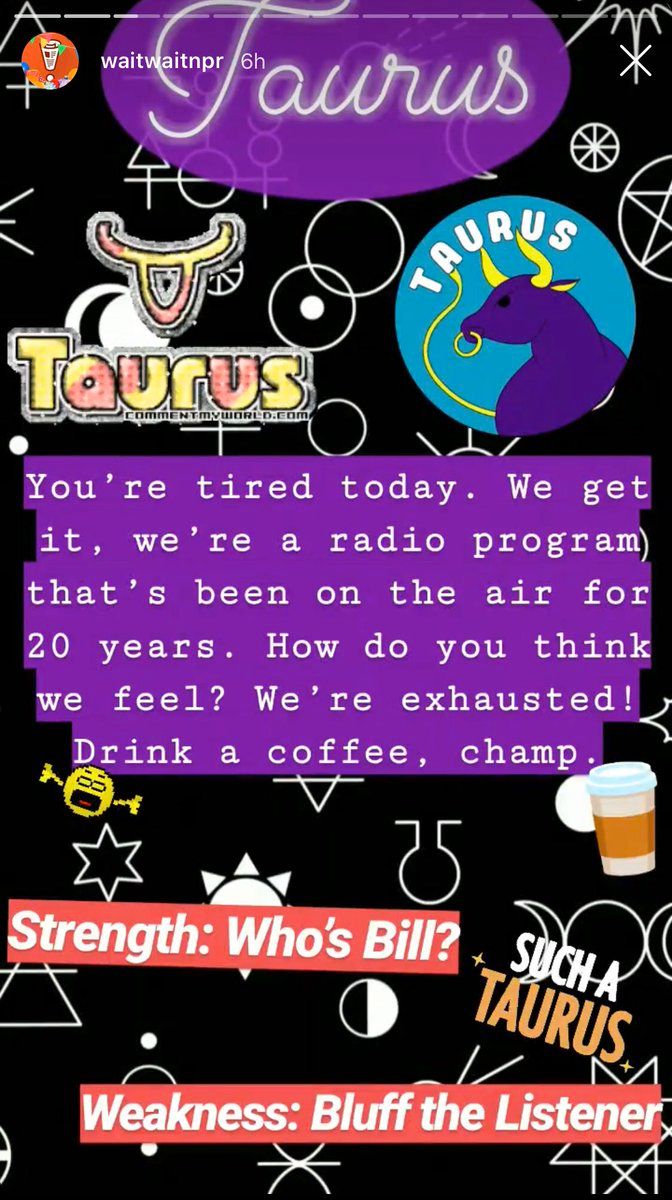 waitwaitnpr 6h
Taurus
TAURUS
Taurus
COMMENTMYWORLD.COM
You’re tired today. We get
it, we’re a radio program
that’s been on the air for
20 years. How do you think
we feel? We’re exhausted!
Drink a coffee, champ.
Strength: Who’s Bill?
SUCH A
TAURUS
Weakness: Bluff the Listener